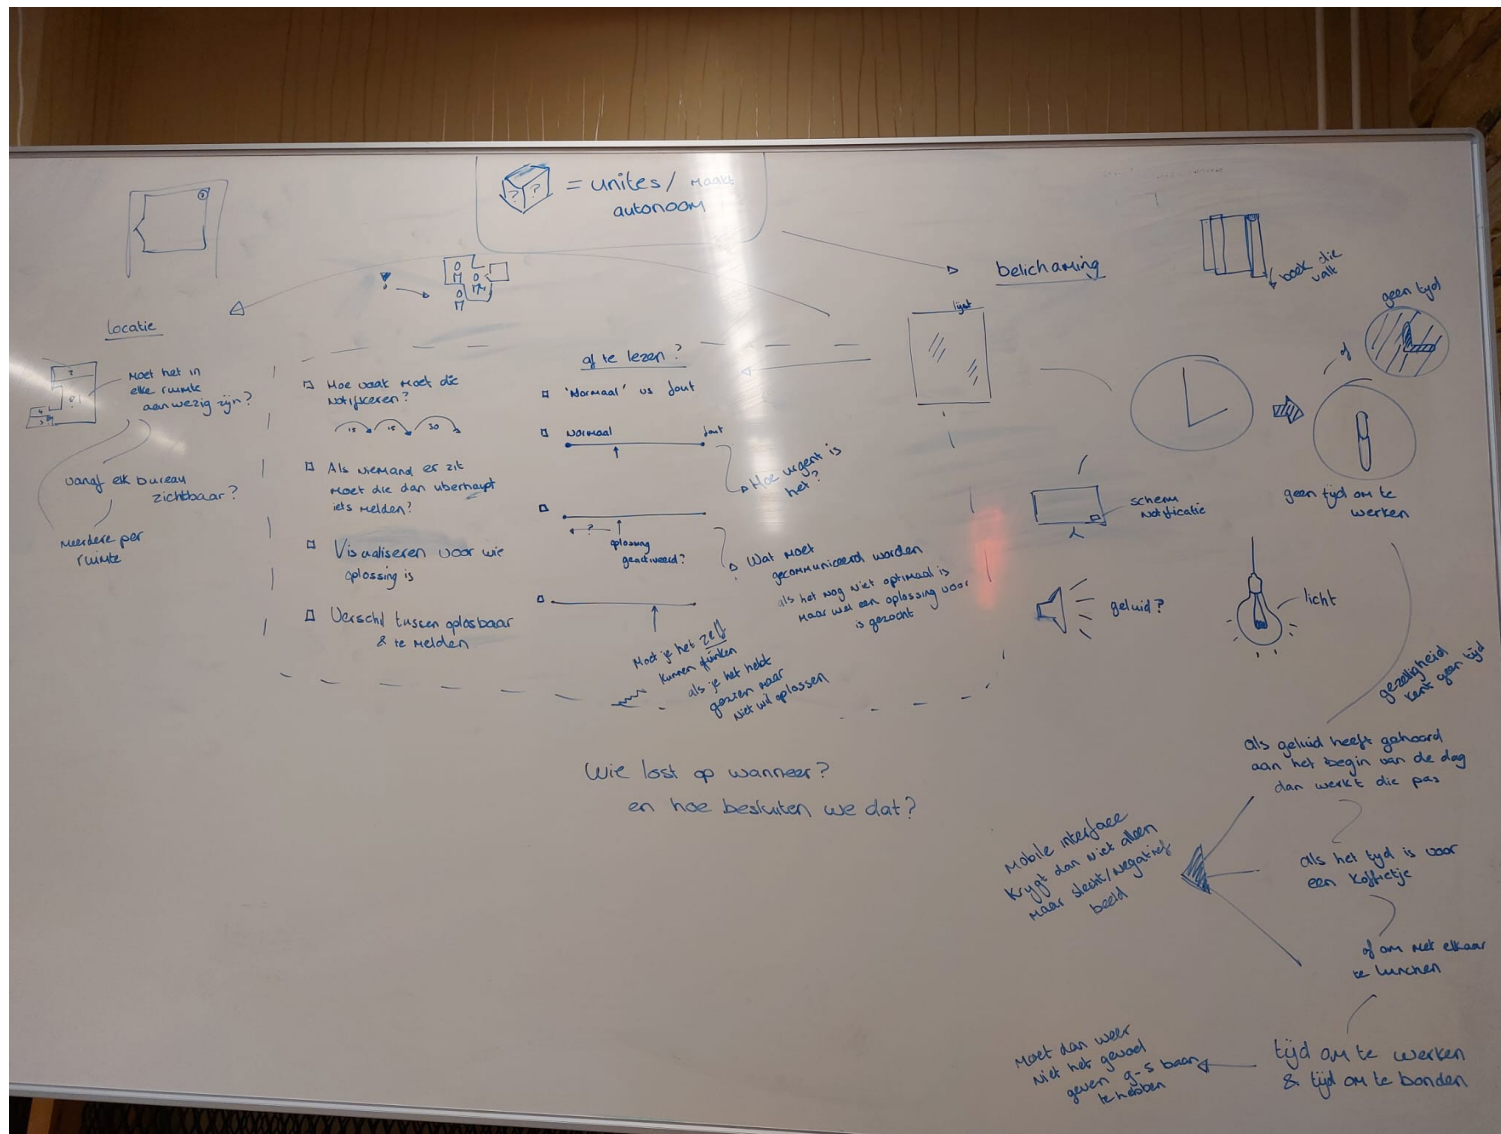 ? ?
= unites / maakt
autonoom
Locatie
Moet het in
elke ruimte
aanwezig zijn?
vanaf elk bureau
zichtbaar?
meerdere per
ruimte
Hoe vaak moet die
notificeren?
15 15 30
Als niemand er zit
moet die dan uberhaupt
iets melden?
Visualiseren voor wie
oplossing is
Verschil tussen oplosbaar
& te melden
af te lezen?
'Normaal' vs fout
Normaal fout
Hoe urgent is
het?
?
oplossing
geactiveerd?
Wat moet
gecommuniceerd worden
als het nog niet optimaal is
maar wel een oplossing voor
is gezocht
Moet je het zelf
kunnen
als je het hebt
gezien maar
niet wil oplossen
Wie lost op wanneer?
en hoe besluiten we dat?
belichaming
lijst
boek die
valt
geen tijd
of
geen tijd om te
werken
scherm
notificatie
geluid?
licht
gezelligheid
kent geen tijd
als geluid heeft gehoord
aan het begin van de dag
dan werkt die pas
als het tijd is voor
een koffietje
of om met elkaar
te lunchen
tijd om te werken
& tijd om te bonden
Mobile interface
krijgt dan niet alleen
maar slecht/negatief
beeld
Moet dan weer
niet het gevoel
geven 9-5 baan
te hebben